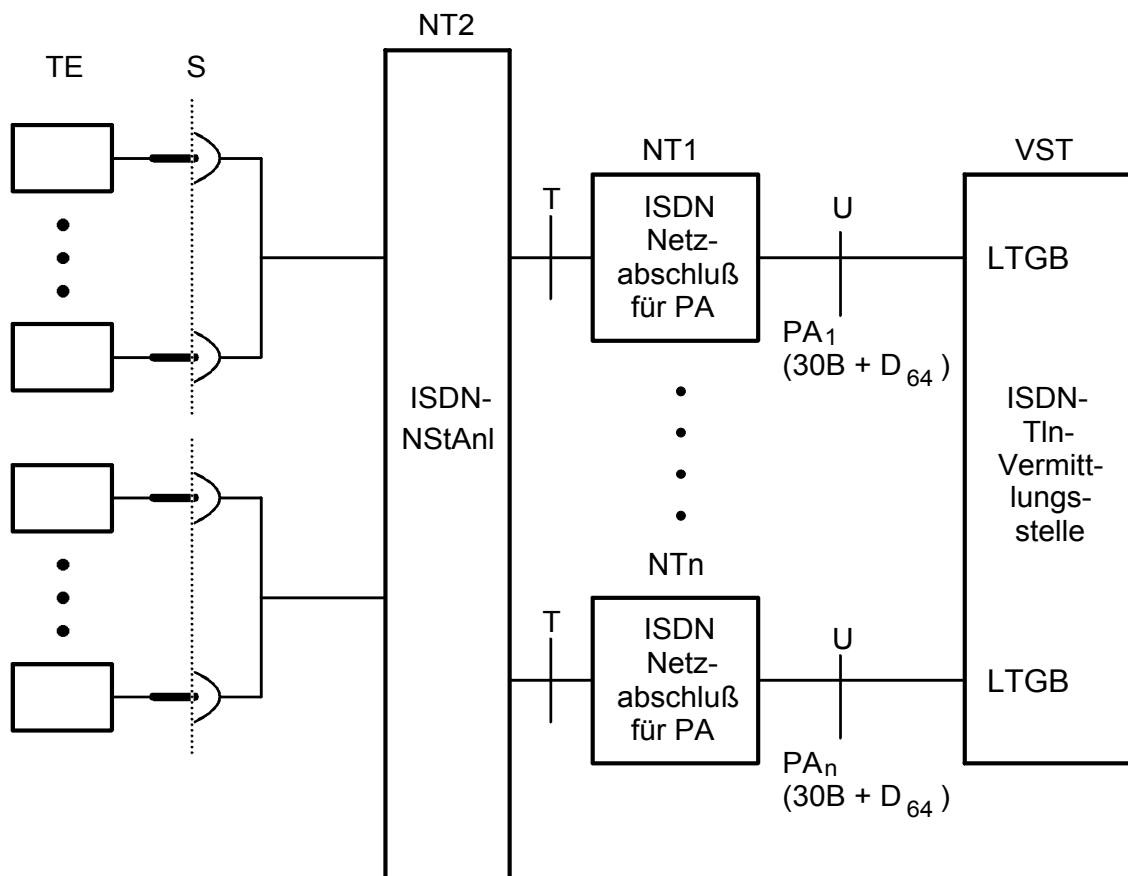 NT2
TE
S
NT1
VST
T
ISDN
Netz-
abschluß
für PA
U
LTGB
PA1
(30B + D64)
ISDN-
NStAnl
ISDN-
Tln-
Vermitt-
lungs-
stelle
NTn
T
ISDN
Netz-
abschluß
für PA
U
LTGB
PAn
(30B + D64)